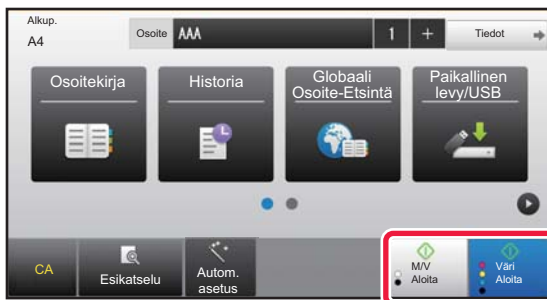 Alkup.
A4
Osoite AAA 1 + Tiedot
Osoitekirja
Historia
Globaali
Osoite-Etsintä
Paikallinen
levy/USB
CA
Esikatselu
Autom.
asetus
M/V
Aloita
Väri
Aloita